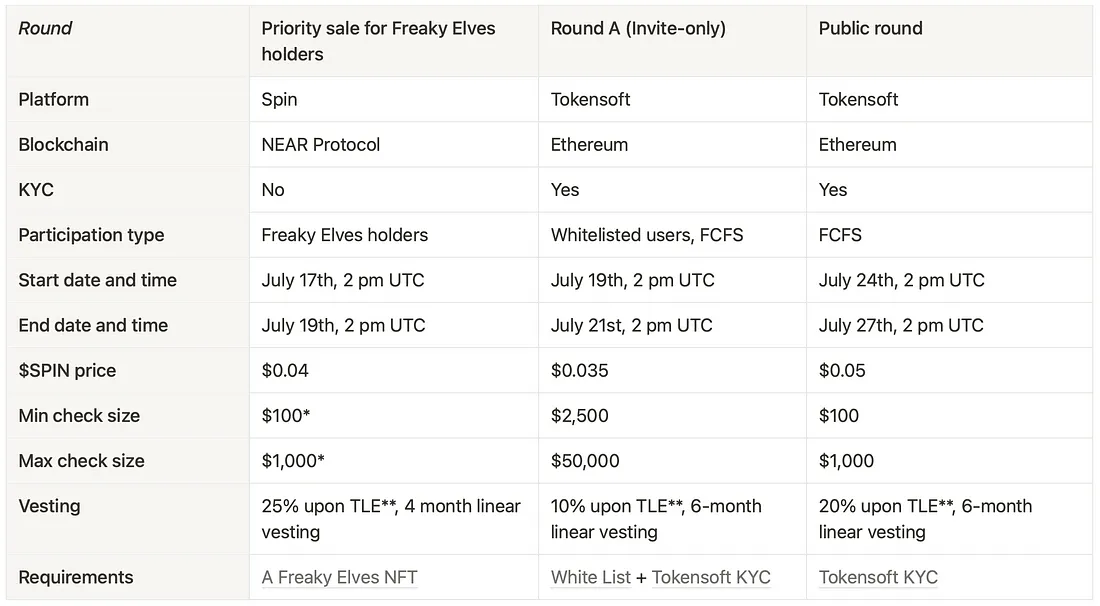 Round Priority sale for Freaky Elves holders Round A (Invite-only) Public round
Platform Spin Tokensoft Tokensoft
Blockchain NEAR Protocol Ethereum Ethereum
KYC No Yes Yes
Participation type Freaky Elves holders Whitelisted users, FCFS FCFS
Start date and time July 17th, 2 pm UTC July 19th, 2 pm UTC July 24th, 2 pm UTC
End date and time July 19th, 2 pm UTC July 21st, 2 pm UTC July 27th, 2 pm UTC
$SPIN price $0.04 $0.035 $0.05
Min check size $100* $2,500 $100
Max check size $1,000* $50,000 $1,000
Vesting 25% upon TLE**, 4 month linear vesting 10% upon TLE**, 6-month linear vesting 20% upon TLE**, 6-month linear vesting
Requirements A Freaky Elves NFT White List + Tokensoft KYC Tokensoft KYC